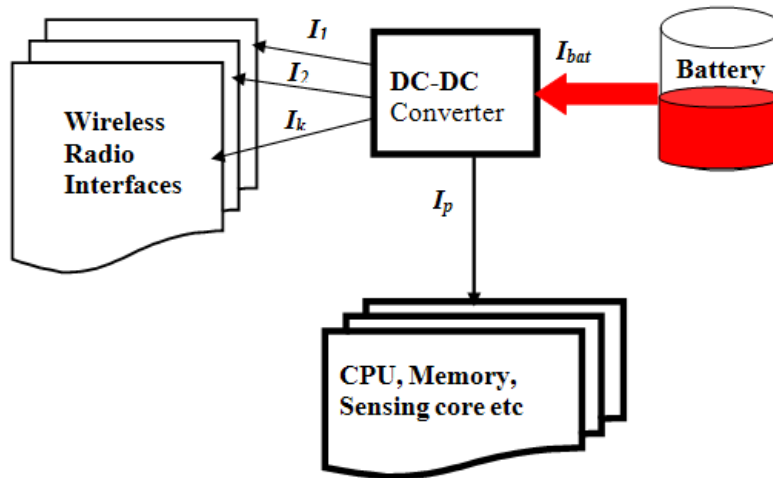 I1
I2
Ik
Wireless
Radio
Interfaces
DC-DC
Converter
Ibat
Battery
Ip
CPU, Memory,
Sensing core etc